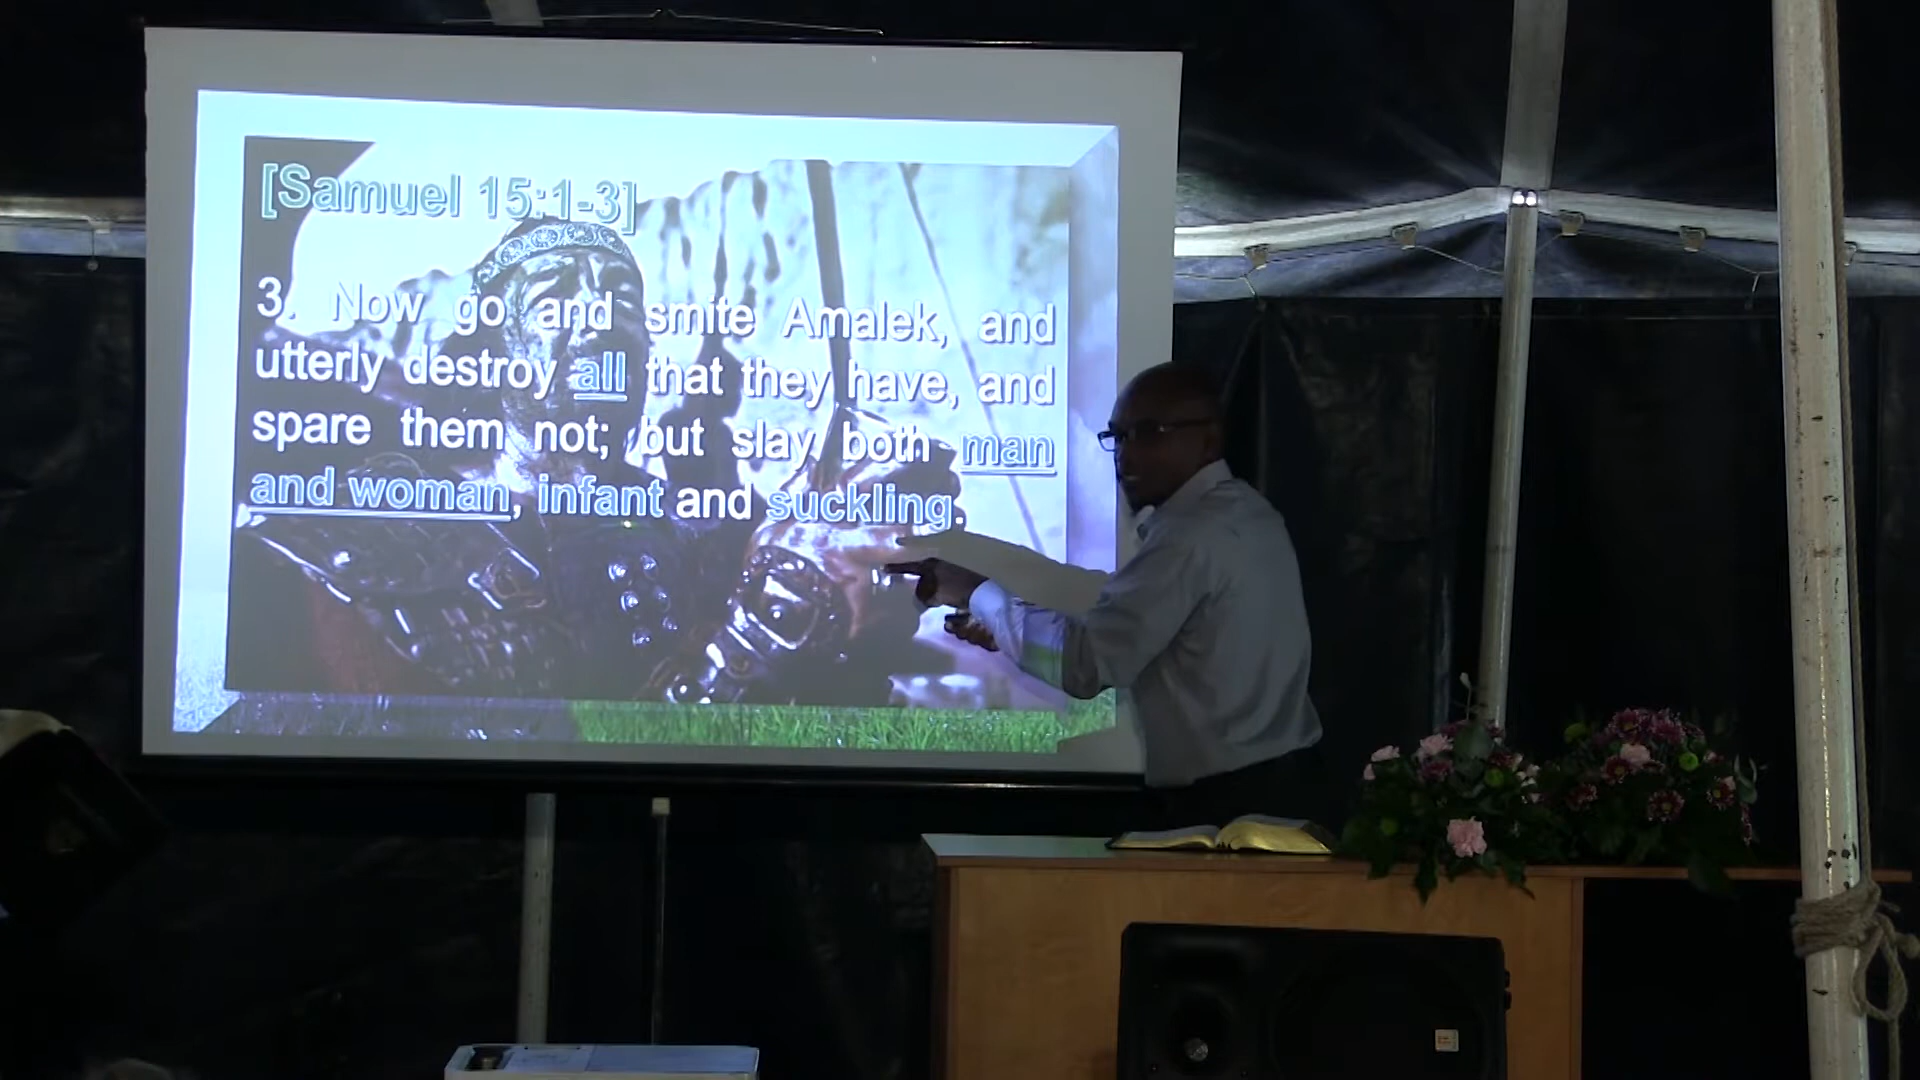 [Samuel 15:1-3]
3. Now go and smite Amalek, and
utterly destroy all that they have, and
spare them not; but slay both man
and woman, infant and suckling.